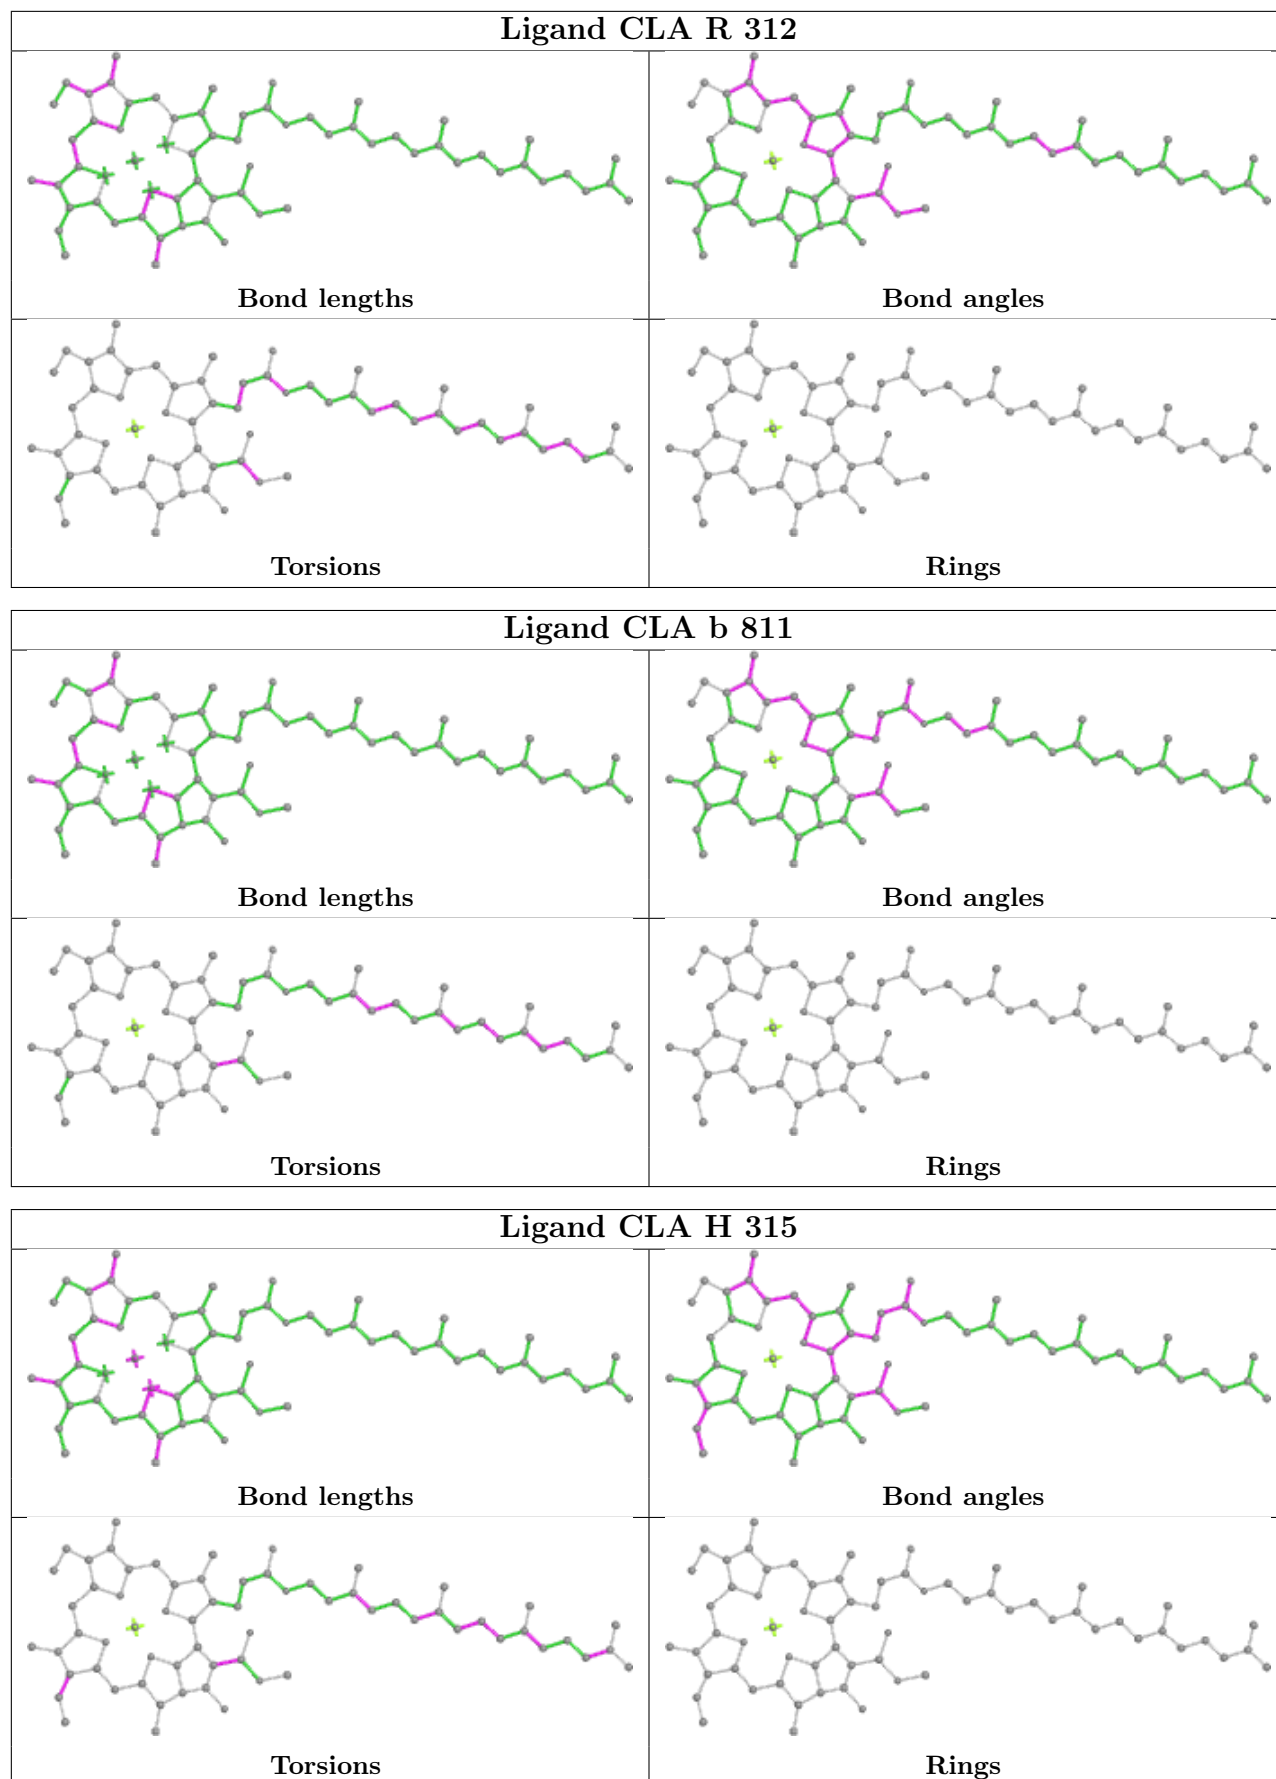 Ligand CLA R 312
Bond lengths
Bond angles
Torsions
Rings
Ligand CLA b 811
Bond lengths
Bond angles
Torsions
Rings
Ligand CLA H 315
Bond lengths
Bond angles
Torsions
Rings